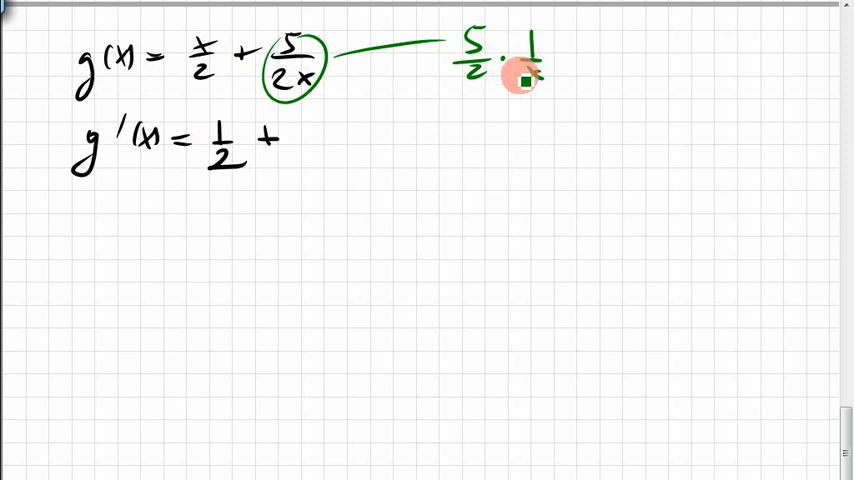 g(x) = x/2 + 5/2x — 5/2 · 1/x
g'(x) = 1/2 +